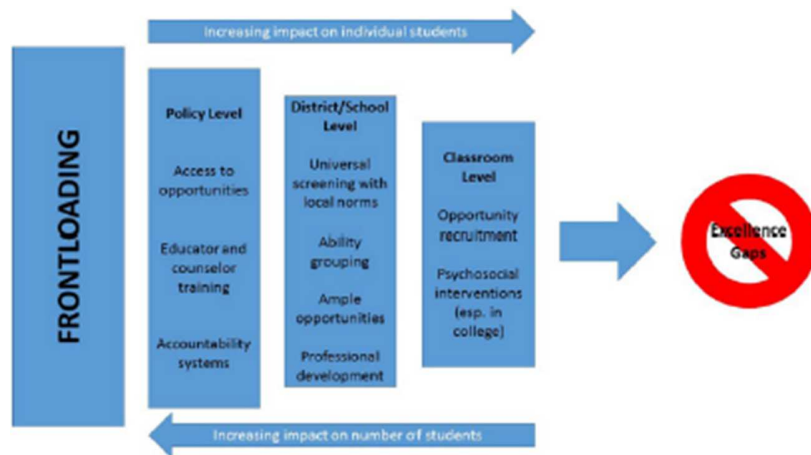 Increasing impact on individual students
FRONTLOADING
Policy Level
Access to
opportunities
Educator and
counselor
training
Accountability
systems
District/School
Level
Universal
screening with
local norms
Ability
grouping
Ample
opportunities
Professional
development
Classroom
Level
Opportunity
recruitment
Psychosocial
interventions
(esp. in
college)
Excellence
Gaps
Increasing impact on number of students